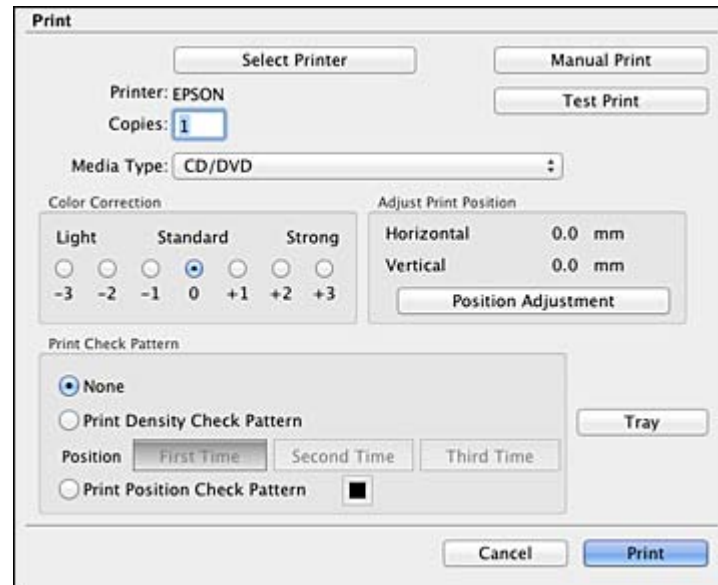 Print
Select Printer
Manual Print
Printer: EPSON
Test Print
Copies: 1
Media Type: CD/DVD
Color Correction
Light Standard Strong
-3 -2 -1 0 +1 +2 +3
Adjust Print Position
Horizontal 0.0 mm
Vertical 0.0 mm
Position Adjustment
Print Check Pattern
None
Print Density Check Pattern
Position First Time Second Time Third Time
Print Position Check Pattern
Tray
Cancel Print